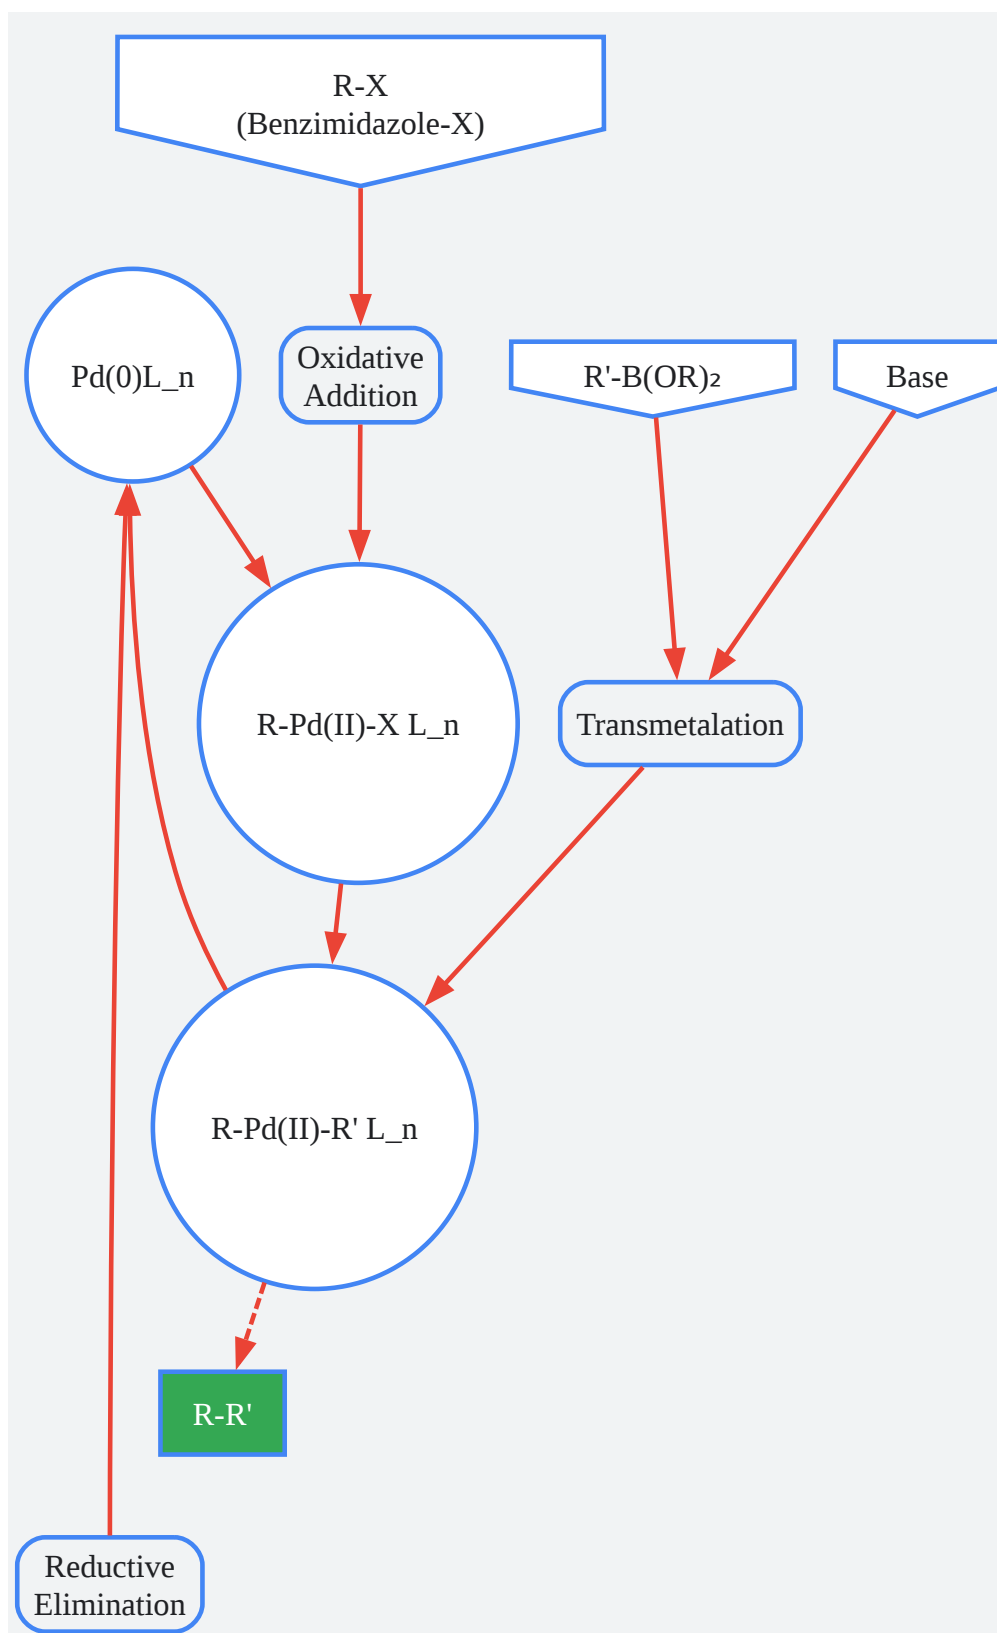 R-X
(Benzimidazole-X)
Oxidative
Addition
Pd(0)L_n
R'-B(OR)₂
Base
R-Pd(II)-X L_n
Transmetalation
R-Pd(II)-R' L_n
R-R'
Reductive
Elimination